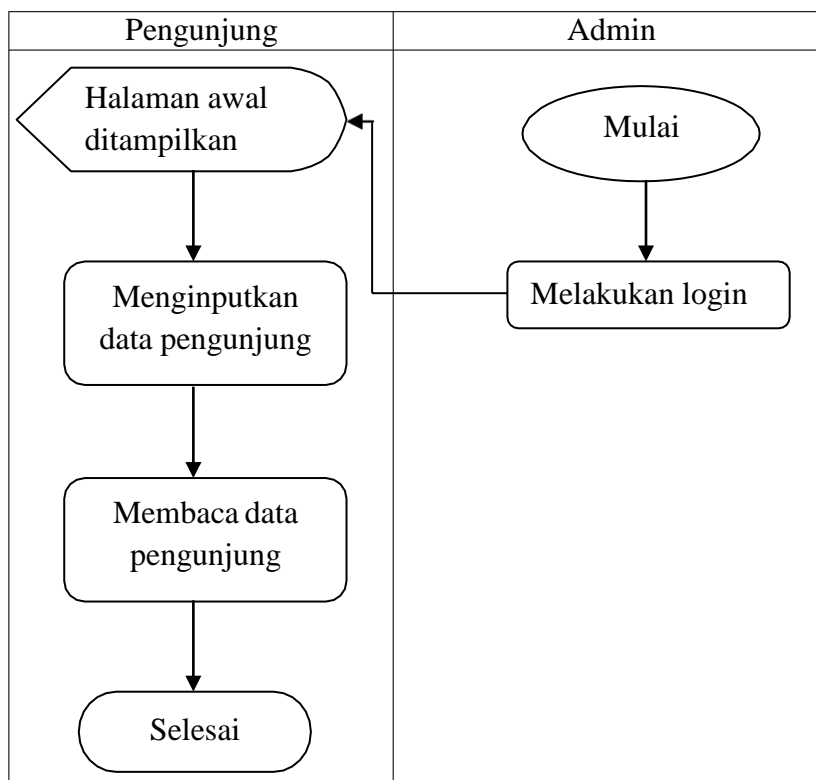 Pengunjung
Admin
Halaman awal
ditampilkan
Mulai
Menginputkan
data pengunjung
Melakukan login
Membaca data
pengunjung
Selesai